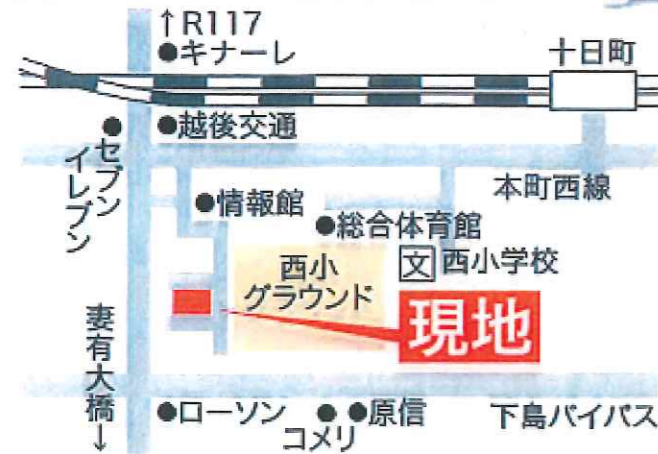 ↑R117
●キナーレ
十日町
●越後交通
●セブン
イレブン
本町西線
●情報館
●総合体育館
西小
グラウンド
文 西小学校
現地
妻有大橋→
●ローソン
●
コメリ
●原信
下島バイパス